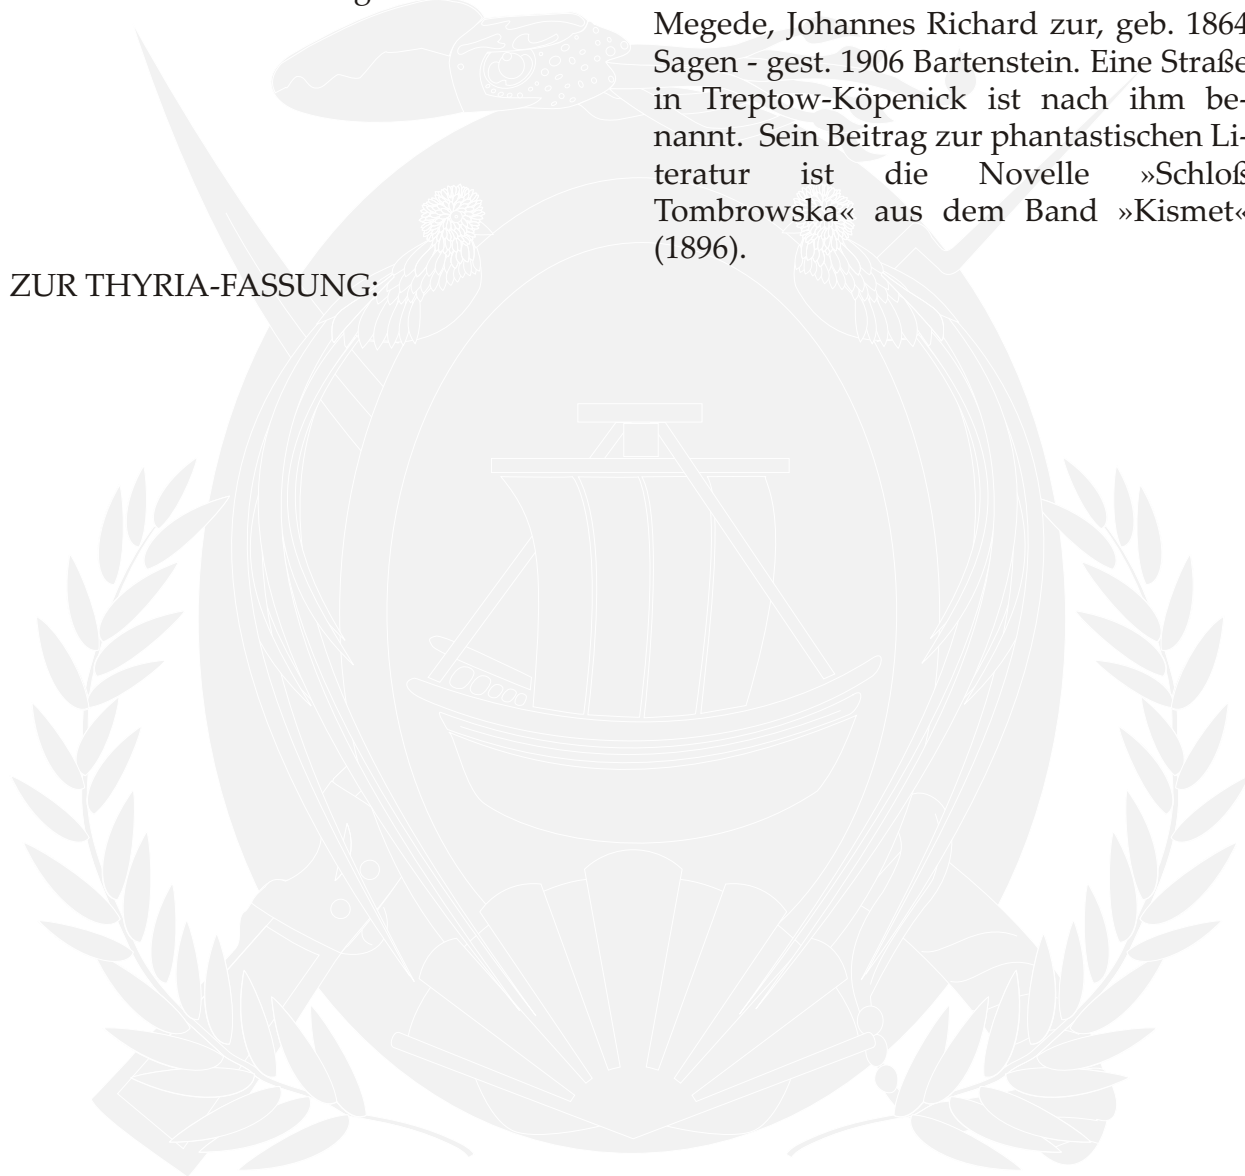 ZUR THYRIA-FASSUNG:
Megede, Johannes Richard zur, geb. 1864
Sagen - gest. 1906 Bartenstein. Eine Straße
in Treptow-Köpenick ist nach ihm be-
nannt. Sein Beitrag zur phantastischen Li-
teratur ist die Novelle »Schloß
Tombrowska« aus dem Band »Kismet«
(1896).